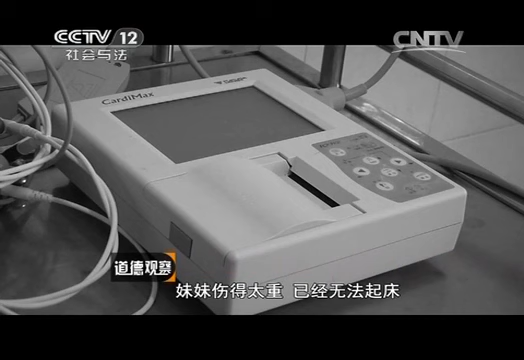 CCTV 12
社会与法
CNTV
CardiMax
道德观察
妹妹伤得太重 已经无法起床